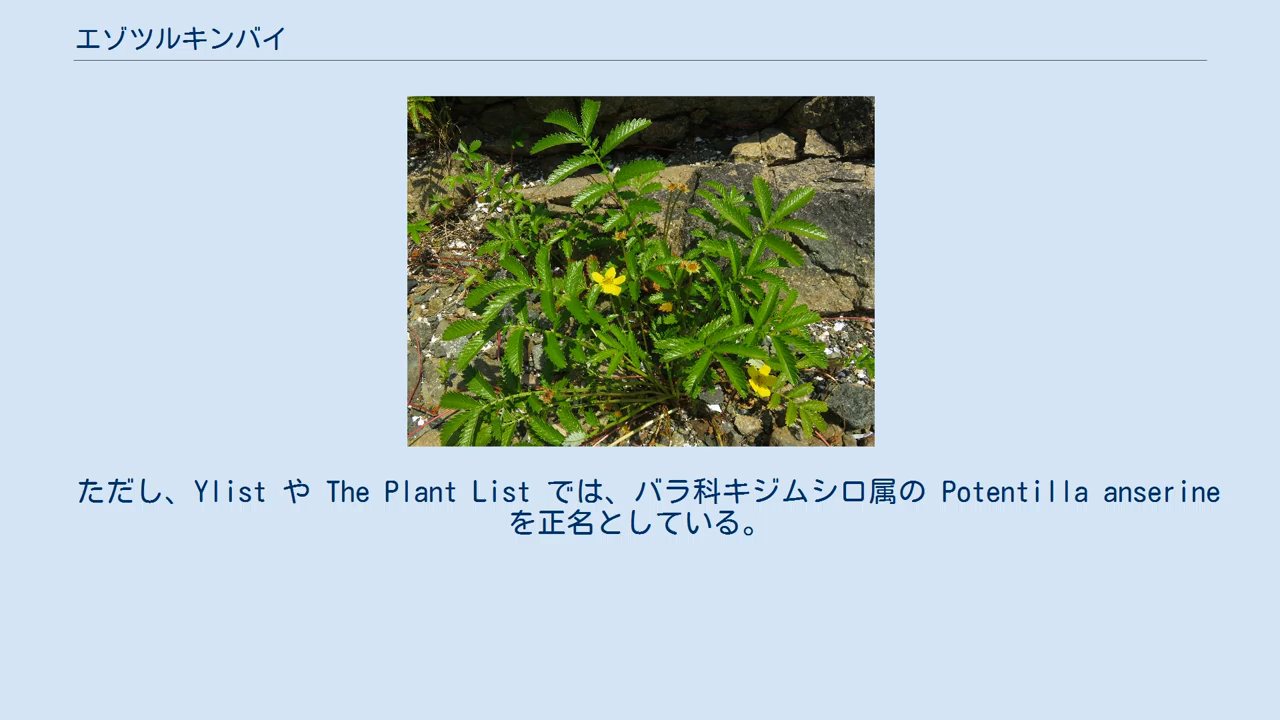 エゾツルキンバイ
ただし、Ylist や The Plant List では、バラ科キジムシロ属の Potentilla anserine
を正名としている。